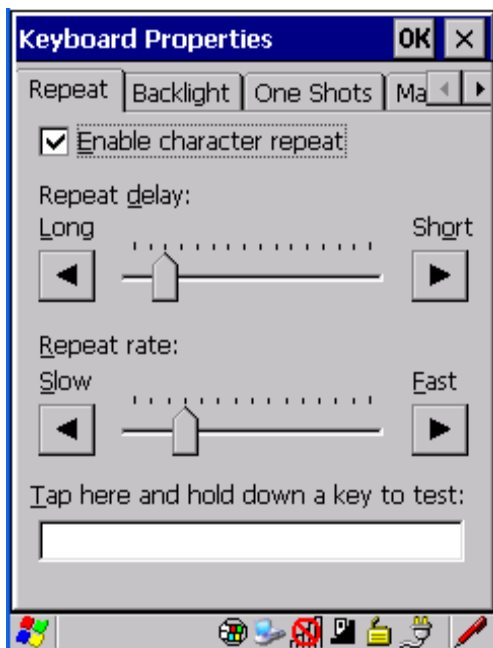 Keyboard Properties OK
Repeat Backlight One Shots Ma
Enable character repeat
Repeat delay:
Long Short
Repeat rate:
Slow Fast
Tap here and hold down a key to test: